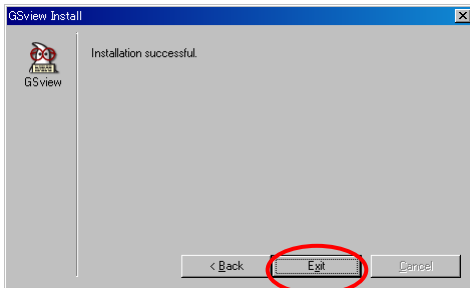 GSview Install
Installation successful.
GSview
< Back
Exit
Cancel